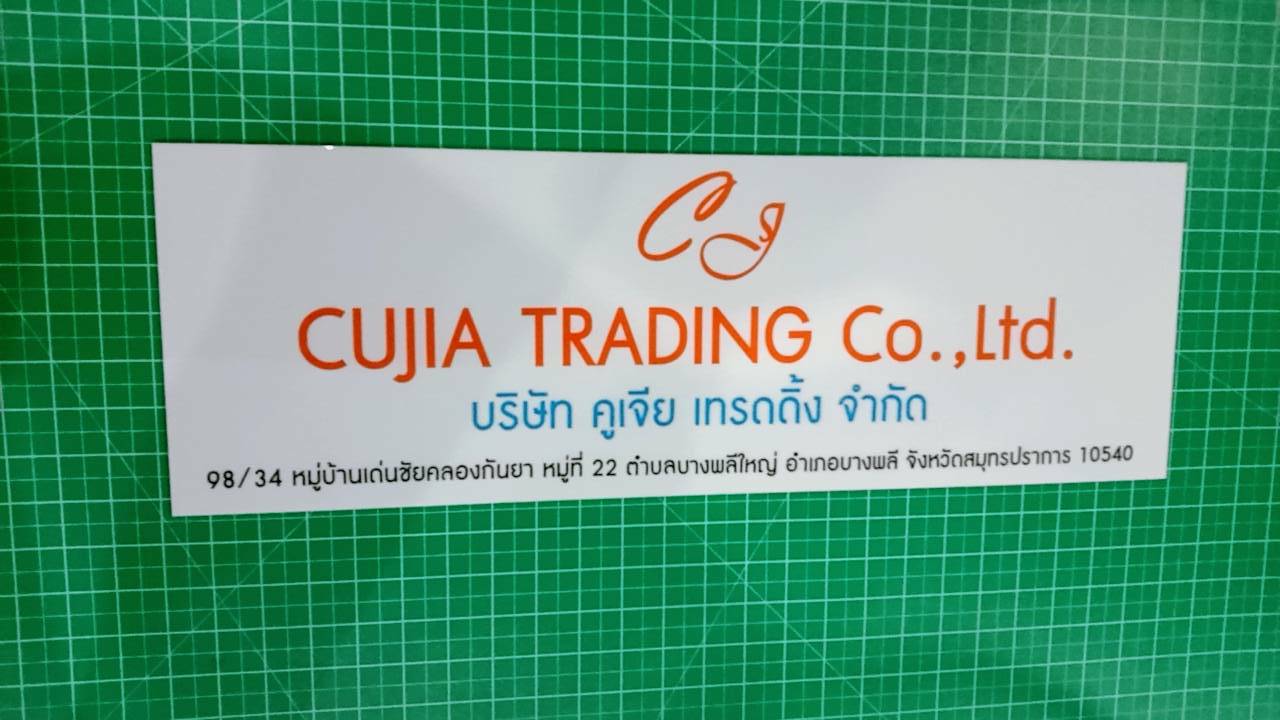 CJ
CUJIA TRADING Co.,Ltd.
บริษัท คูเจีย เทรดดิ้ง จำกัด
98/34 หมู่บ้านเด่นชัยคลองกันยา หมู่ที่ 22 ตำบลบางพลีใหญ่ อำเภอบางพลี จังหวัดสมุทรปราการ 10540